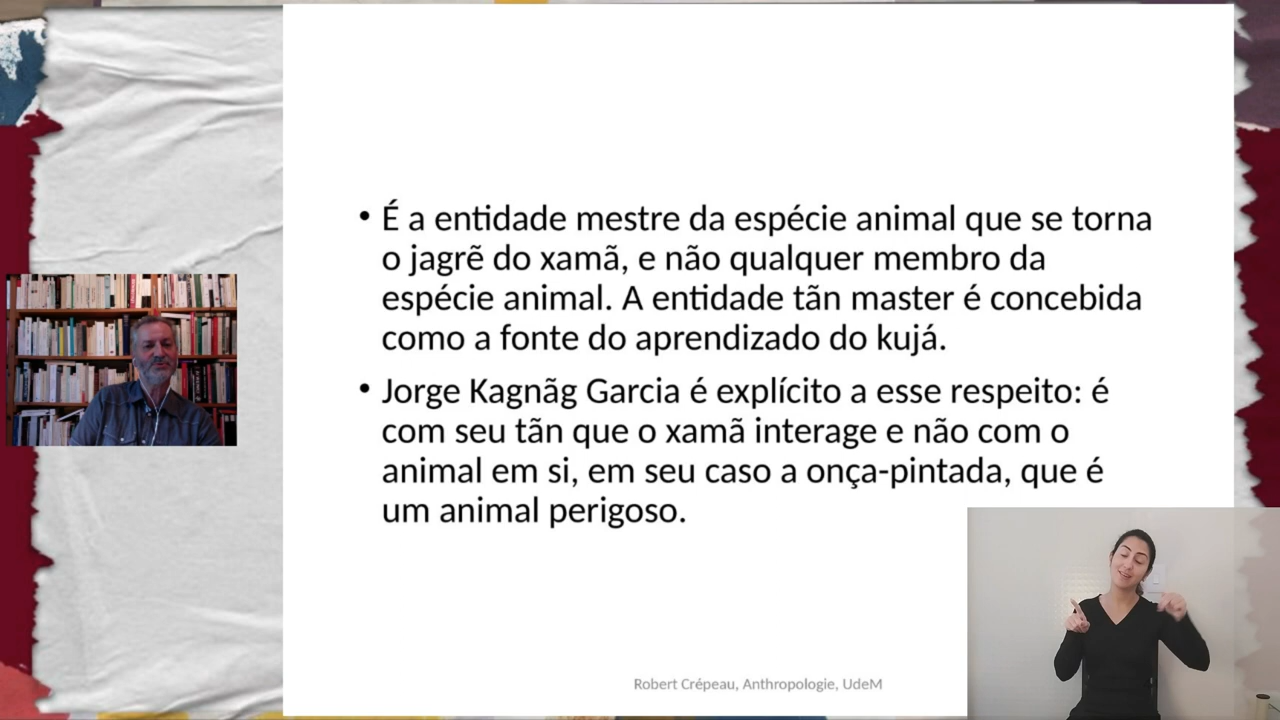 • É a entidade mestre da espécie animal que se torna
o jagrẽ do xamã, e não qualquer membro da
espécie animal. A entidade tãn master é concebida
como a fonte do aprendizado do kujá.
• Jorge Kagnãg Garcia é explícito a esse respeito: é
com seu tãn que o xamã interage e não com o
animal em si, em seu caso a onça-pintada, que é
um animal perigoso.
Robert Crépeau, Anthropologie, UdeM